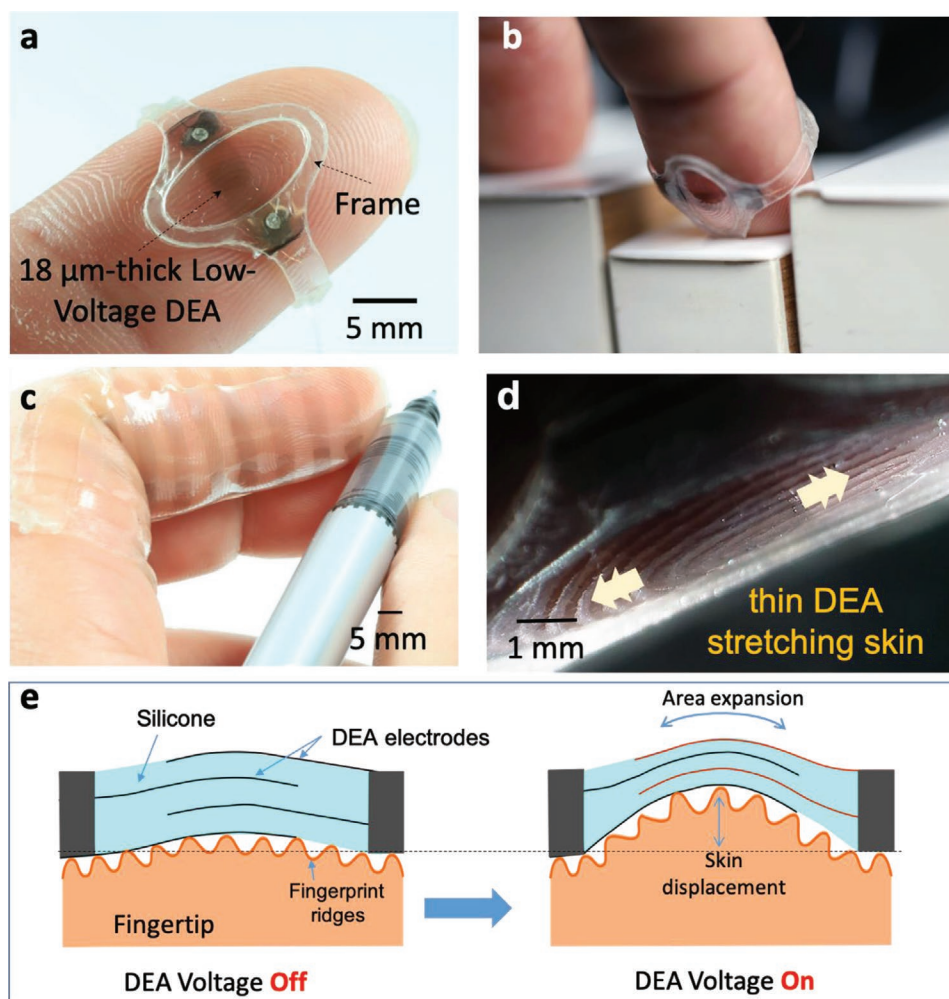 a
Frame
18 µm-thick Low-
Voltage DEA
5 mm
b
c
5 mm
d
1 mm
thin DEA
stretching skin
e
Silicone
DEA electrodes
Fingerprint
ridges
Fingertip
DEA Voltage Off
Area expansion
Skin
displacement
DEA Voltage On